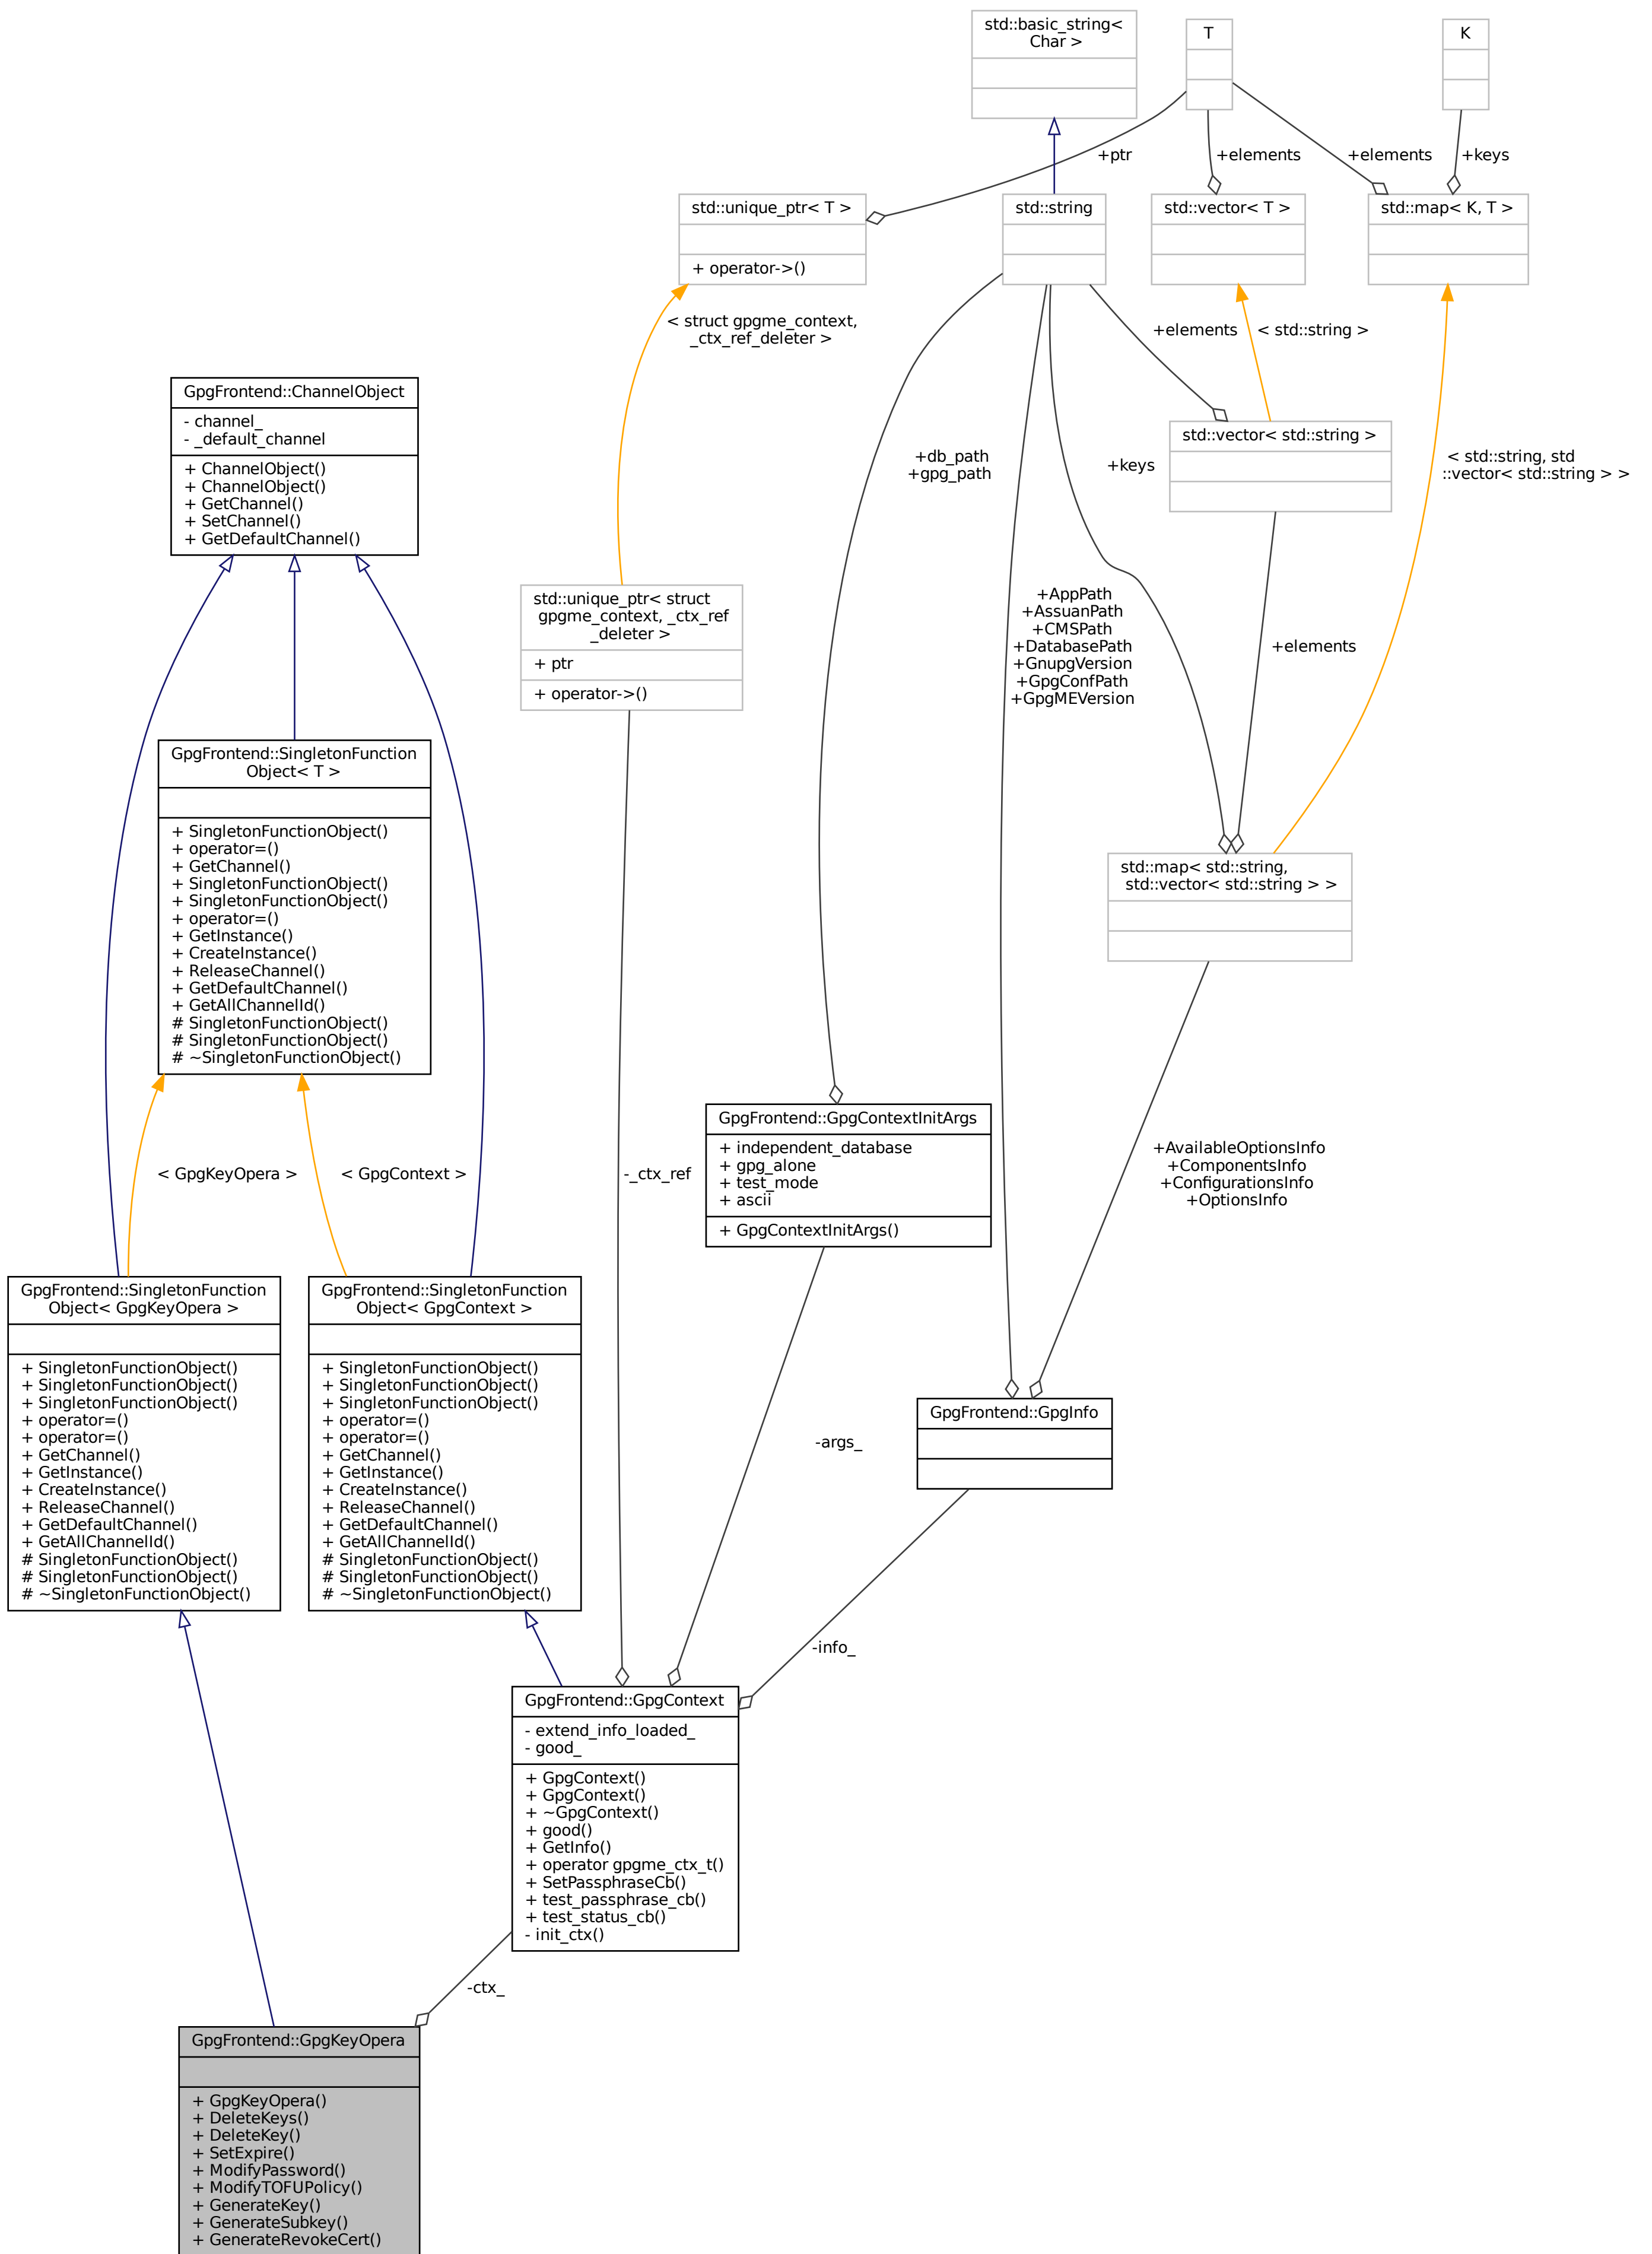 std::basic_string<
Char >
T
K
+ptr
+elements
+elements
+keys
std::unique_ptr< T >
+ operator->()
std::string
std::vector< T >
std::map< K, T >
< struct gpgme_context,
_ctx_ref_deleter >
+elements
< std::string >
GpgFrontend::ChannelObject
- channel_
- _default_channel
+ ChannelObject()
+ ChannelObject()
+ GetChannel()
+ SetChannel()
+ GetDefaultChannel()
+db_path
+gpg_path
+keys
std::vector< std::string >
< std::string, std
::vector< std::string > >
std::unique_ptr< struct
gpgme_context, _ctx_ref
_deleter >
+ ptr
+ operator->()
+AppPath
+AssuanPath
+CMSPath
+DatabasePath
+GnupgVersion
+GpgConfPath
+GpgMEVersion
+elements
GpgFrontend::SingletonFunction
Object< T >
+ SingletonFunctionObject()
+ operator=()
+ GetChannel()
+ SingletonFunctionObject()
+ SingletonFunctionObject()
+ operator=()
+ GetInstance()
+ CreateInstance()
+ ReleaseChannel()
+ GetDefaultChannel()
+ GetAllChannelId()
# SingletonFunctionObject()
# SingletonFunctionObject()
# ~SingletonFunctionObject()
std::map< std::string,
std::vector< std::string > >
< GpgKeyOpera >
< GpgContext >
-_ctx_ref
GpgFrontend::GpgContextInitArgs
+ independent_database
+ gpg_alone
+ test_mode
+ ascii
+ GpgContextInitArgs()
+AvailableOptionsInfo
+ComponentsInfo
+ConfigurationsInfo
+OptionsInfo
GpgFrontend::SingletonFunction
Object< GpgKeyOpera >
+ SingletonFunctionObject()
+ SingletonFunctionObject()
+ SingletonFunctionObject()
+ operator=()
+ operator=()
+ GetChannel()
+ GetInstance()
+ CreateInstance()
+ ReleaseChannel()
+ GetDefaultChannel()
+ GetAllChannelId()
# SingletonFunctionObject()
# SingletonFunctionObject()
# ~SingletonFunctionObject()
GpgFrontend::SingletonFunction
Object< GpgContext >
+ SingletonFunctionObject()
+ SingletonFunctionObject()
+ SingletonFunctionObject()
+ operator=()
+ operator=()
+ GetChannel()
+ GetInstance()
+ CreateInstance()
+ ReleaseChannel()
+ GetDefaultChannel()
+ GetAllChannelId()
# SingletonFunctionObject()
# SingletonFunctionObject()
# ~SingletonFunctionObject()
-args_
GpgFrontend::GpgInfo
-info_
GpgFrontend::GpgContext
- extend_info_loaded_
- good_
+ GpgContext()
+ GpgContext()
+ ~GpgContext()
+ good()
+ GetInfo()
+ operator gpgme_ctx_t()
+ SetPassphraseCb()
+ test_passphrase_cb()
+ test_status_cb()
- init_ctx()
-ctx_
GpgFrontend::GpgKeyOpera
+ GpgKeyOpera()
+ DeleteKeys()
+ DeleteKey()
+ SetExpire()
+ ModifyPassword()
+ ModifyTOFUPolicy()
+ GenerateKey()
+ GenerateSubkey()
+ GenerateRevokeCert()